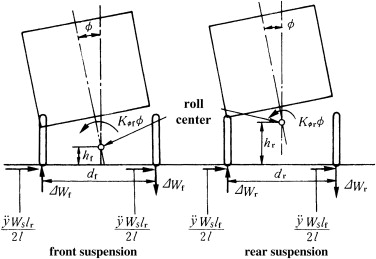 ϕ
ϕ
K_ϕf ϕ
roll
center
K_ϕr ϕ
h_f
h_r
d_f
d_r
ΔW_f
ΔW_f
ΔW_r
ΔW_r
ÿW_S l_r
2l
ÿW_S l_r
2l
ÿW_S l_f
2l
ÿW_S l_f
2l
front suspension
rear suspension